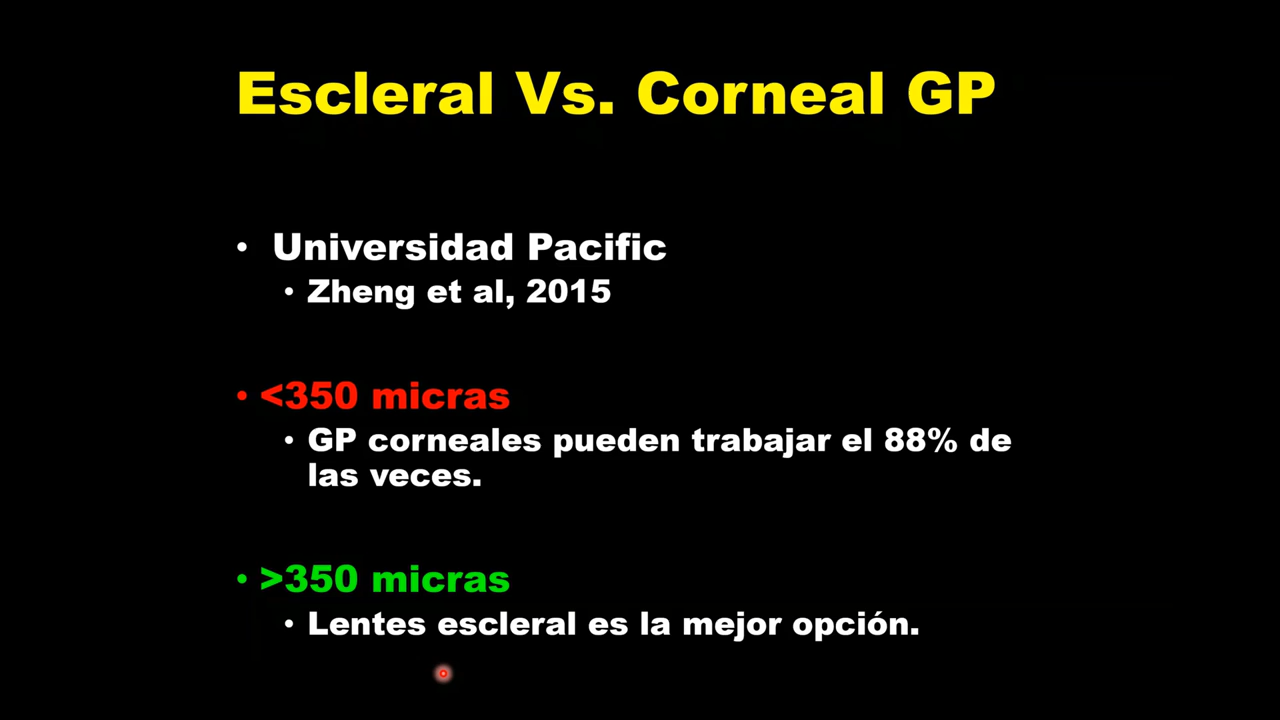 Escleral Vs. Corneal GP
• Universidad Pacific
• Zheng et al, 2015
• <350 micras
• GP corneales pueden trabajar el 88% de
las veces.
• >350 micras
• Lentes escleral es la mejor opción.